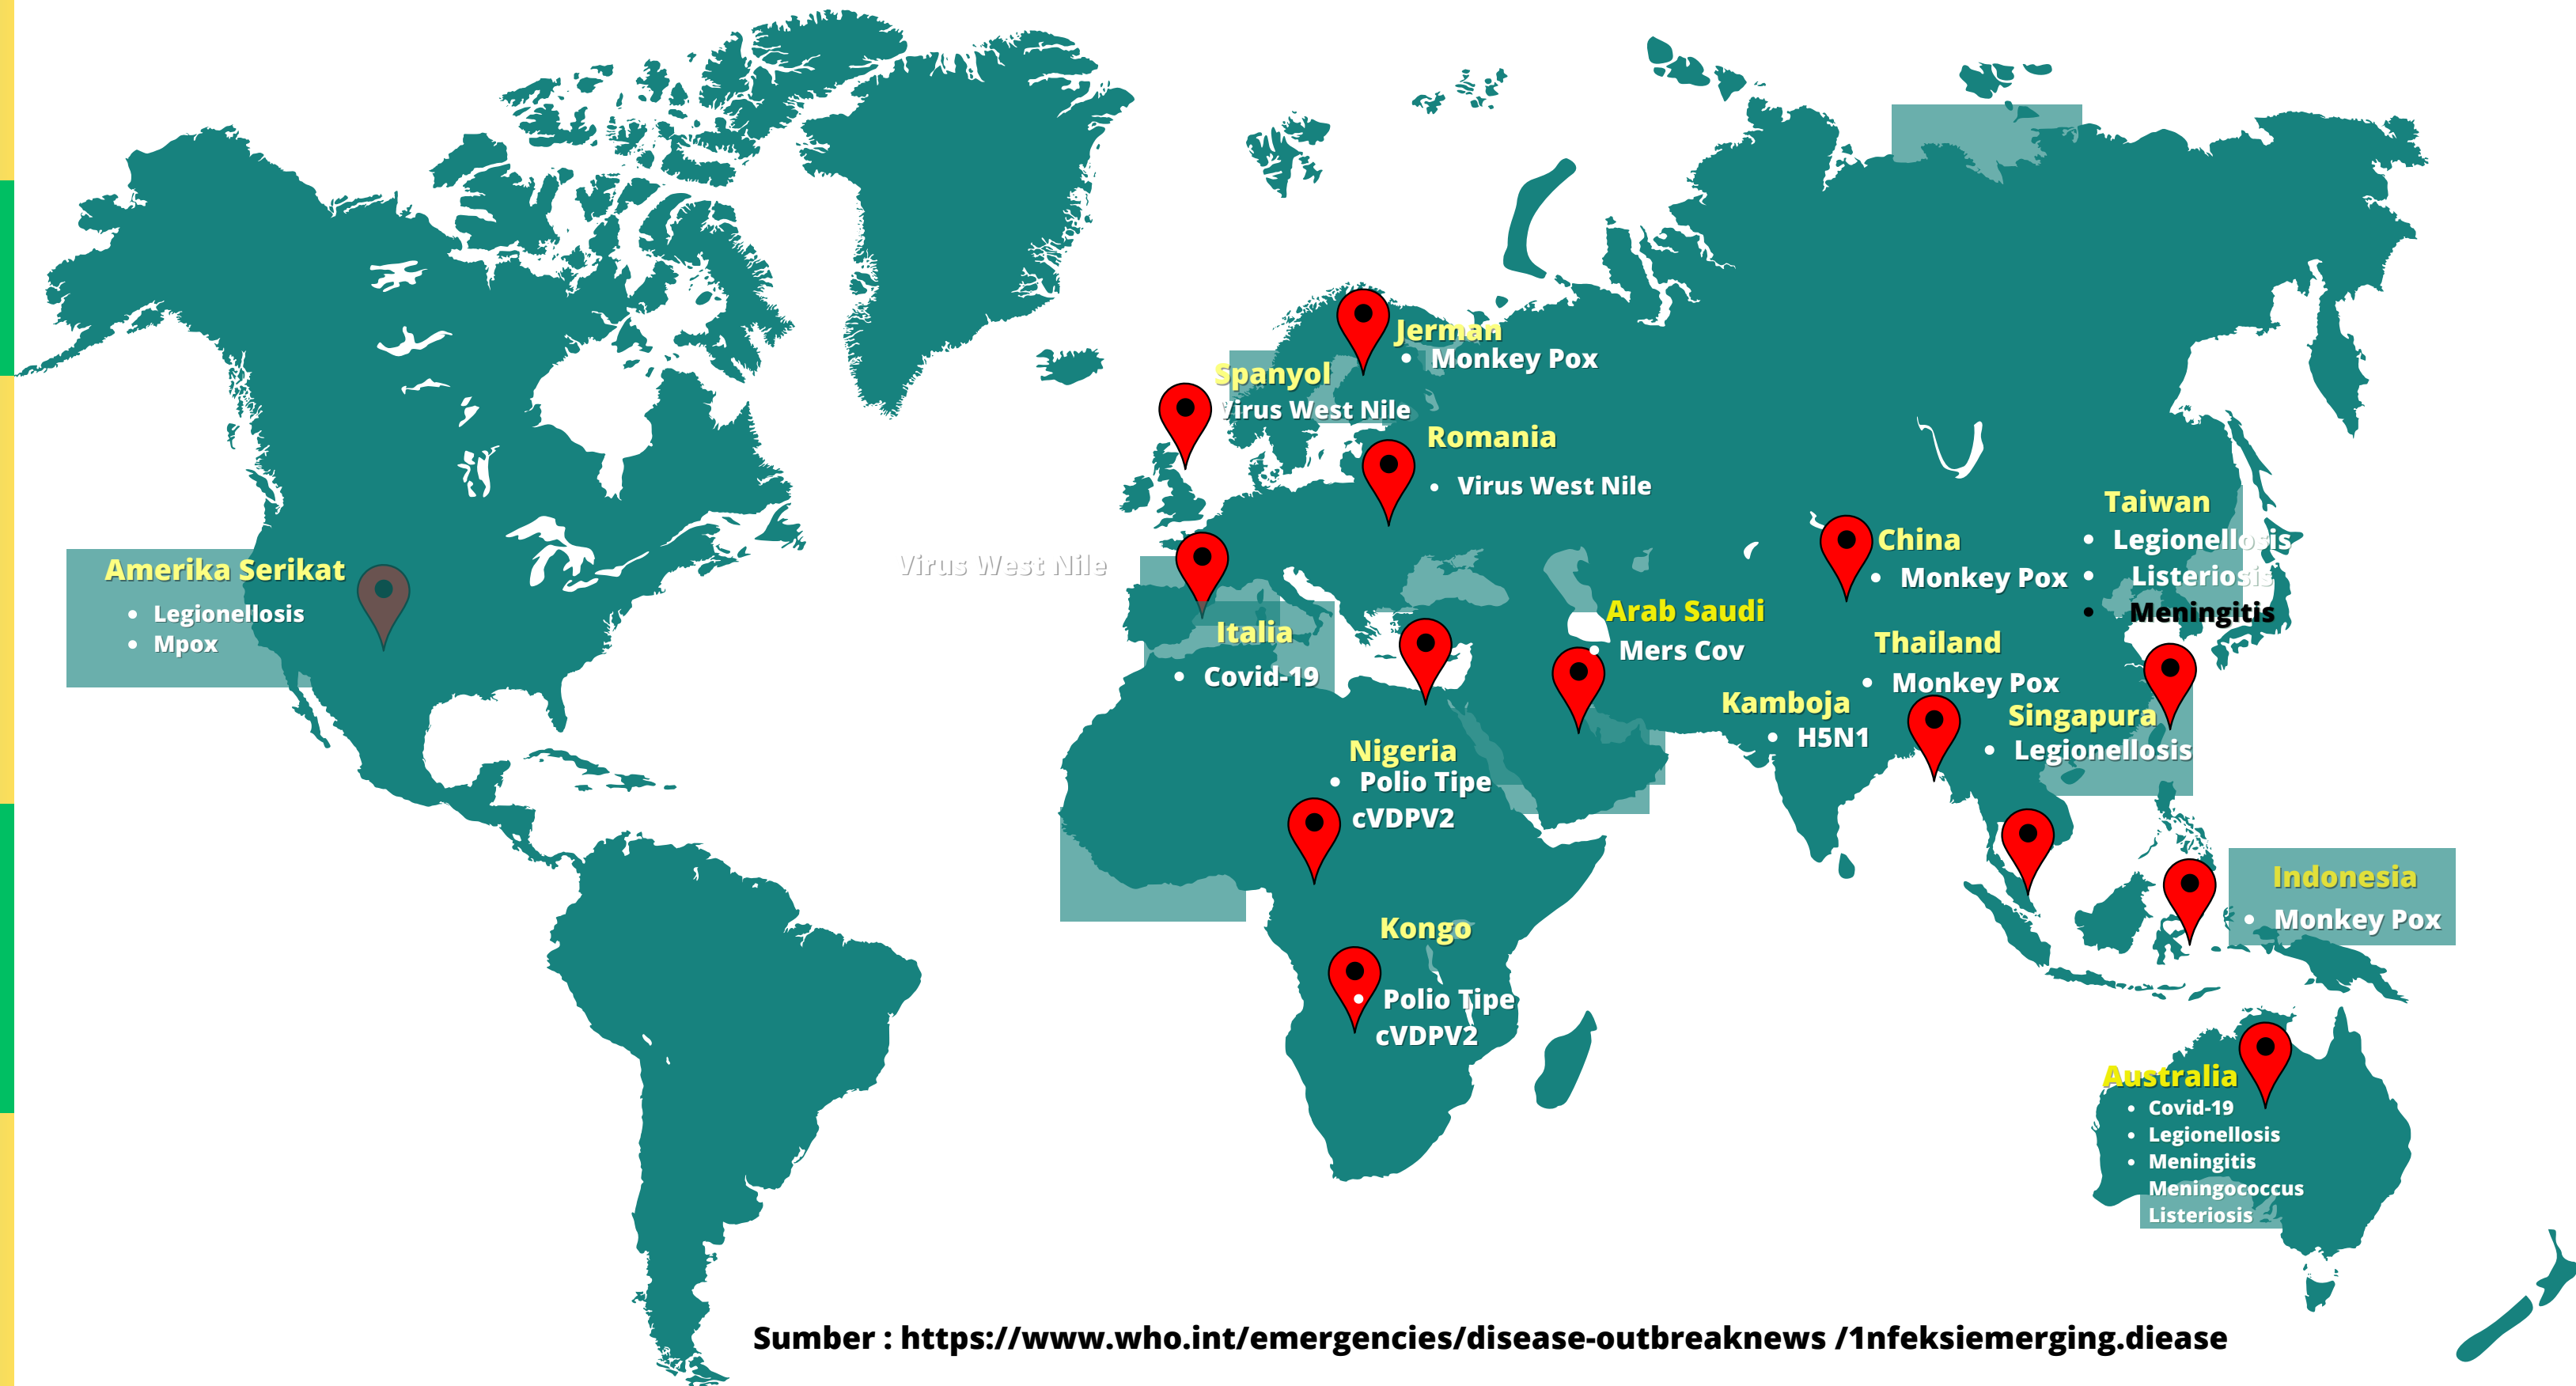 Jerman
Monkey Pox
Spanyol
Virus West Nile
Romania
Virus West Nile
Virus West Nile
Amerika Serikat
Legionellosis
Mpox
Italia
Covid-19
Arab Saudi
Mers Cov
China
Monkey Pox
Taiwan
Legionellosis
Listeriosis
Meningitis
Thailand
Monkey Pox
Kamboja
H5N1
Singapura
Legionellosis
Nigeria
Polio Tipe
cVDPV2
Kongo
Polio Tipe
cVDPV2
Indonesia
Monkey Pox
Australia
Covid-19
Legionellosis
Meningitis
Meningococcus
Listeriosis
Sumber : https://www.who.int/emergencies/disease-outbreaknews /1nfeksiemerging.diease